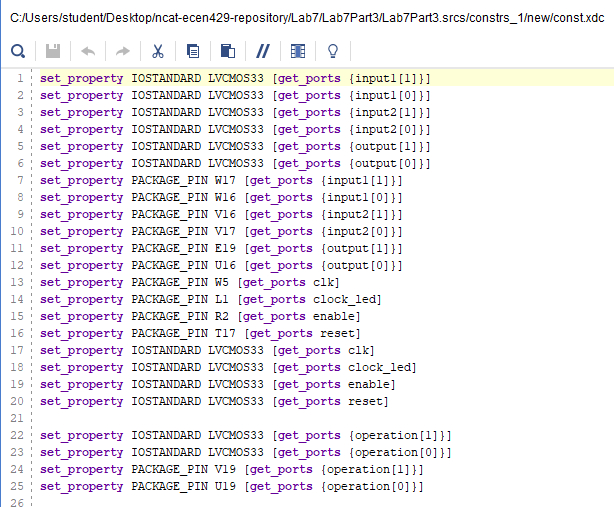 C:/Users/student/Desktop/ncat-ecen429-repository/Lab7/Lab7Part3/Lab7Part3.srcs/constrs_1/new/const.xdc
1 set_property IOSTANDARD LVCMOS33 [get_ports {input1[1]}]
2 set_property IOSTANDARD LVCMOS33 [get_ports {input1[0]}]
3 set_property IOSTANDARD LVCMOS33 [get_ports {input2[1]}]
4 set_property IOSTANDARD LVCMOS33 [get_ports {input2[0]}]
5 set_property IOSTANDARD LVCMOS33 [get_ports {output[1]}]
6 set_property IOSTANDARD LVCMOS33 [get_ports {output[0]}]
7 set_property PACKAGE_PIN W17 [get_ports {input1[1]}]
8 set_property PACKAGE_PIN W16 [get_ports {input1[0]}]
9 set_property PACKAGE_PIN V16 [get_ports {input2[1]}]
10 set_property PACKAGE_PIN V17 [get_ports {input2[0]}]
11 set_property PACKAGE_PIN E19 [get_ports {output[1]}]
12 set_property PACKAGE_PIN U16 [get_ports {output[0]}]
13 set_property PACKAGE_PIN W5 [get_ports clk]
14 set_property PACKAGE_PIN L1 [get_ports clock_led]
15 set_property PACKAGE_PIN R2 [get_ports enable]
16 set_property PACKAGE_PIN T17 [get_ports reset]
17 set_property IOSTANDARD LVCMOS33 [get_ports clk]
18 set_property IOSTANDARD LVCMOS33 [get_ports clock_led]
19 set_property IOSTANDARD LVCMOS33 [get_ports enable]
20 set_property IOSTANDARD LVCMOS33 [get_ports reset]
21
22 set_property IOSTANDARD LVCMOS33 [get_ports {operation[1]}]
23 set_property IOSTANDARD LVCMOS33 [get_ports {operation[0]}]
24 set_property PACKAGE_PIN V19 [get_ports {operation[1]}]
25 set_property PACKAGE_PIN U19 [get_ports {operation[0]}]
26